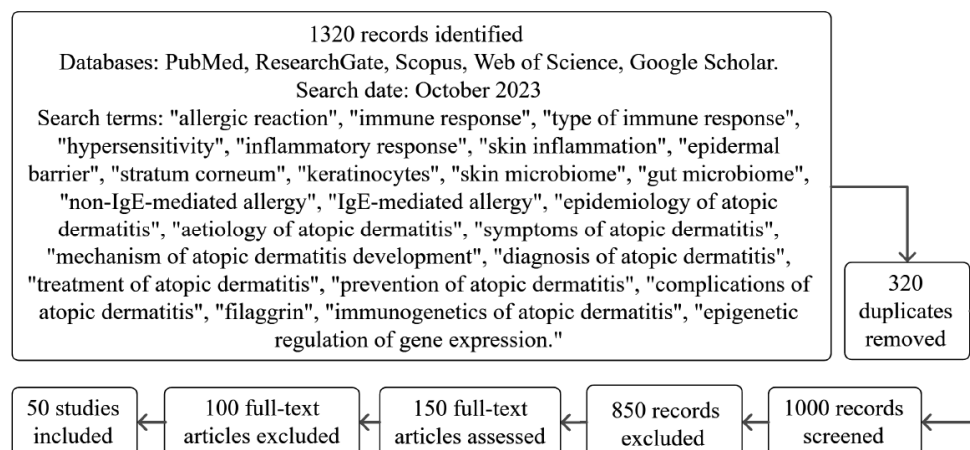 1320 records identified
Databases: PubMed, ResearchGate, Scopus, Web of Science, Google Scholar.
Search date: October 2023
Search terms: "allergic reaction", "immune response", "type of immune response",
"hypersensitivity", "inflammatory response", "skin inflammation", "epidermal
barrier", "stratum corneum", "keratinocytes", "skin microbiome", "gut microbiome",
"non-IgE-mediated allergy", "IgE-mediated allergy", "epidemiology of atopic
dermatitis", "aetiology of atopic dermatitis", "symptoms of atopic dermatitis",
"mechanism of atopic dermatitis development", "diagnosis of atopic dermatitis",
"treatment of atopic dermatitis", "prevention of atopic dermatitis", "complications of
atopic dermatitis", "filaggrin", "immunogenetics of atopic dermatitis", "epigenetic
regulation of gene expression."
320
duplicates
removed
50 studies
included
100 full-text
articles excluded
150 full-text
articles assessed
850 records
excluded
1000 records
screened